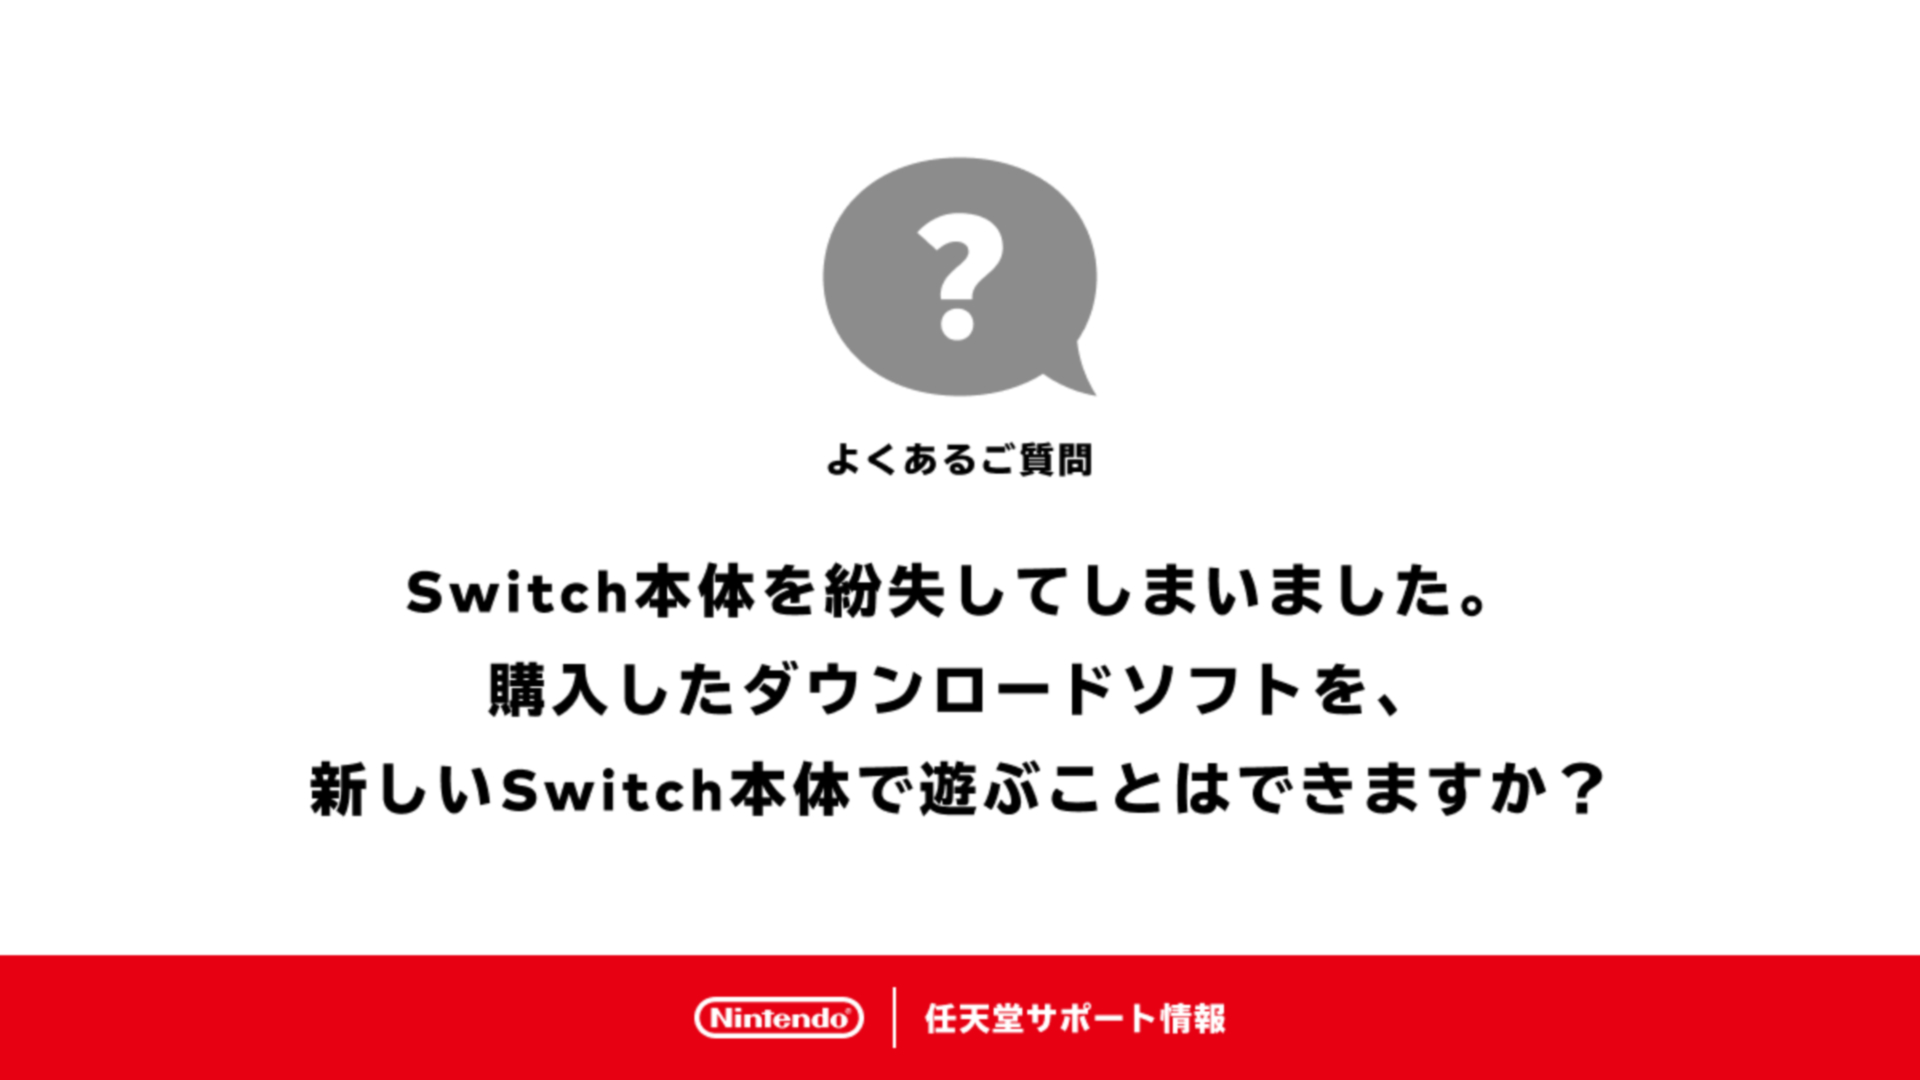 ?
よくあるご質問
Switch本体を紛失してしまいました。
購入したダウンロードソフトを、
新しいSwitch本体で遊ぶことはできますか？
Nintendo 任天堂サポート情報